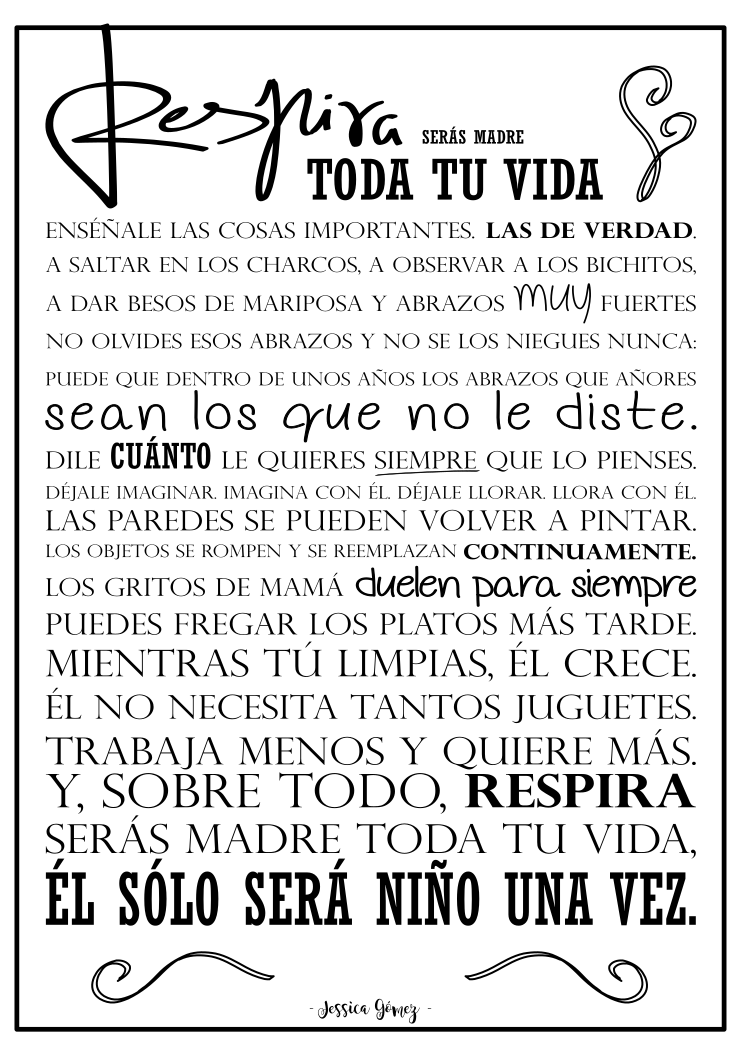 Respira SERÁS MADRE
TODA TU VIDA
ENSÉÑALE LAS COSAS IMPORTANTES. LAS DE VERDAD.
A SALTAR EN LOS CHARCOS, A OBSERVAR A LOS BICHITOS,
A DAR BESOS DE MARIPOSA Y ABRAZOS MUY FUERTES
NO OLVIDES ESOS ABRAZOS Y NO SE LOS NIEGUES NUNCA:
PUEDE QUE DENTRO DE UNOS AÑOS LOS ABRAZOS QUE AÑORES
sean los que no le diste.
DILE CUÁNTO LE QUIERES SIEMPRE QUE LO PIENSES.
DÉJALE IMAGINAR. IMAGINA CON ÉL. DÉJALE LLORAR. LLORA CON ÉL.
LAS PAREDES SE PUEDEN VOLVER A PINTAR.
LOS OBJETOS SE ROMPEN Y SE REEMPLAZAN CONTINUAMENTE.
LOS GRITOS DE MAMÁ duelen para siempre
PUEDES FREGAR LOS PLATOS MÁS TARDE.
MIENTRAS TÚ LIMPIAS, ÉL CRECE.
ÉL NO NECESITA TANTOS JUGUETES.
TRABAJA MENOS Y QUIERE MÁS.
Y, SOBRE TODO, RESPIRA
SERÁS MADRE TODA TU VIDA,
ÉL SÓLO SERÁ NIÑO UNA VEZ.
- Jessica Gómez -